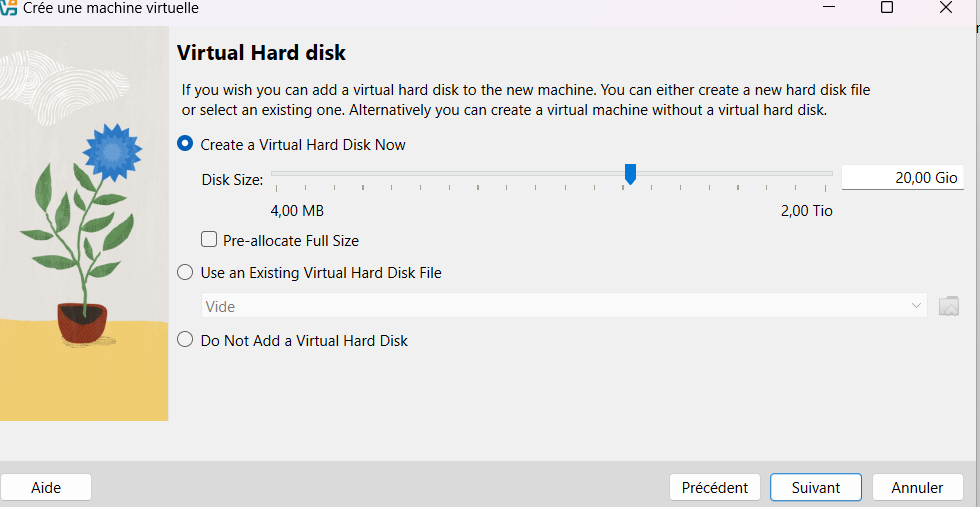 Crée une machine virtuelle
Virtual Hard disk
If you wish you can add a virtual hard disk to the new machine. You can either create a new hard disk file
or select an existing one. Alternatively you can create a virtual machine without a virtual hard disk.
Create a Virtual Hard Disk Now
Disk Size:
20,00 Gio
4,00 MB
2,00 Tio
Pre-allocate Full Size
Use an Existing Virtual Hard Disk File
Vide
Do Not Add a Virtual Hard Disk
Aide
Précédent
Suivant
Annuler